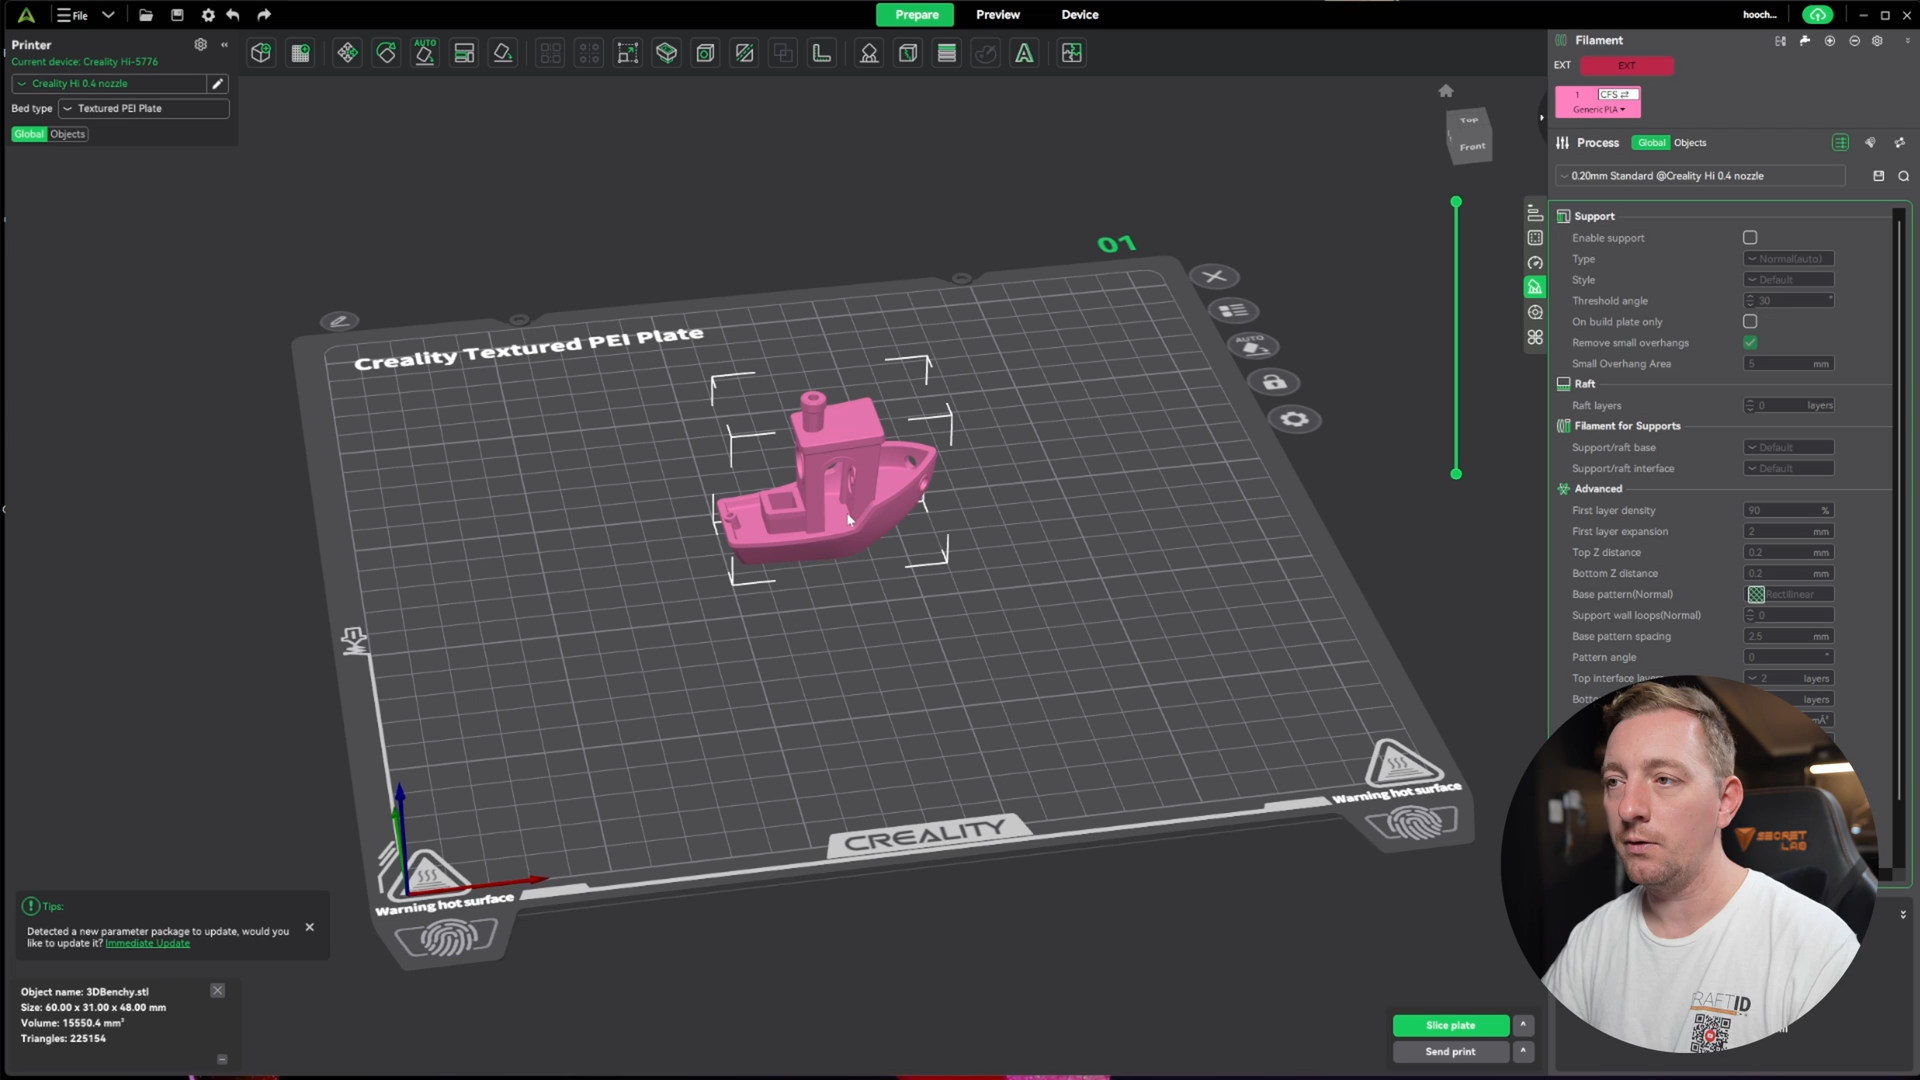 File
Prepare
Preview
Device
hooch...
Printer
Current device: Creality Hi-5776
Creality Hi 0.4 nozzle
Bed type
Textured PEI Plate
Global
Objects
AUTO
Top
Front
01
Creality Textured PEI Plate
AUTO
CREALITY
Warning hot surface
Warning hot surface
Tips:
Detected a new parameter package to update, would you
like to update it? Immediate Update
Object name: 3DBenchy.stl
Size: 60.00 x 31.00 x 48.00 mm
Volume: 15550.4 mm³
Triangles: 225154
Slice plate
Send print
Filament
EXT
EXT
1
CFS
Generic PLA
Process
Global
Objects
0.20mm Standard @Creality Hi 0.4 nozzle
Support
Enable support
Type
Normal(auto)
Style
Default
Threshold angle
30
°
On build plate only
Remove small overhangs
Small Overhang Area
5
mm
Raft
Raft layers
0
layers
Filament for Supports
Support/raft base
Default
Support/raft interface
Default
Advanced
First layer density
90
%
First layer expansion
2
mm
Top Z distance
0.2
mm
Bottom Z distance
0.2
mm
Base pattern(Normal)
Rectilinear
Support wall loops(Normal)
0
Base pattern spacing
2.5
mm
Pattern angle
0
°
Top interface laye
2
layers
Botto
layers
SECRET
LAB
RAFTID